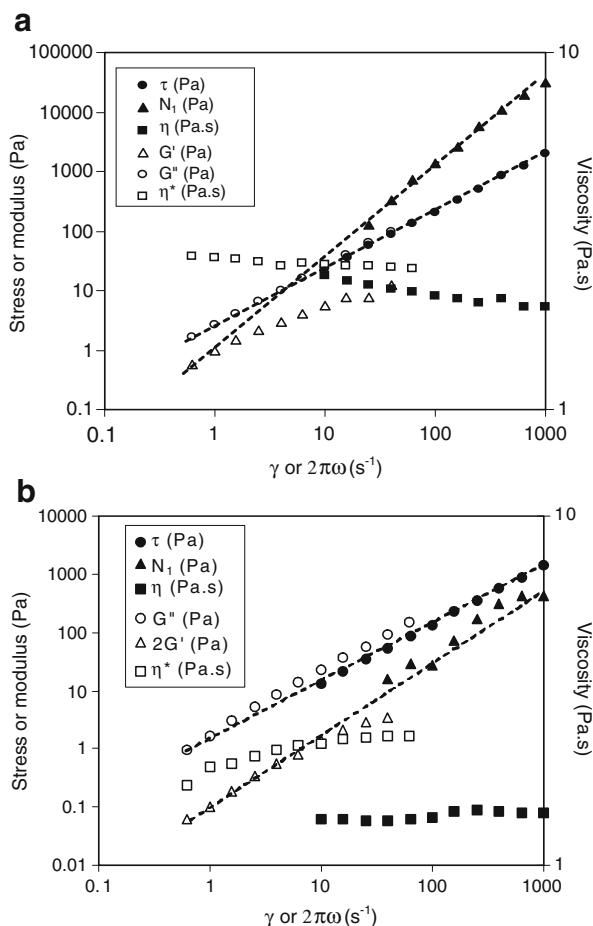 a
100000
10000
1000
100
10
1
0.1
10
1
Stress or modulus (Pa)
Viscosity (Pa.s)
τ (Pa)
N₁ (Pa)
η (Pa.s)
G' (Pa)
G" (Pa)
η* (Pa.s)
0.1 1 10 100 1000
γ or 2πω (s⁻¹)
b
10000
1000
100
10
1
0.1
0.01
10
1
Stress or modulus (Pa)
Viscosity (Pa.s)
τ (Pa)
N₁ (Pa)
η (Pa.s)
G" (Pa)
2G' (Pa)
η* (Pa.s)
0.1 1 10 100 1000
γ or 2πω (s⁻¹)